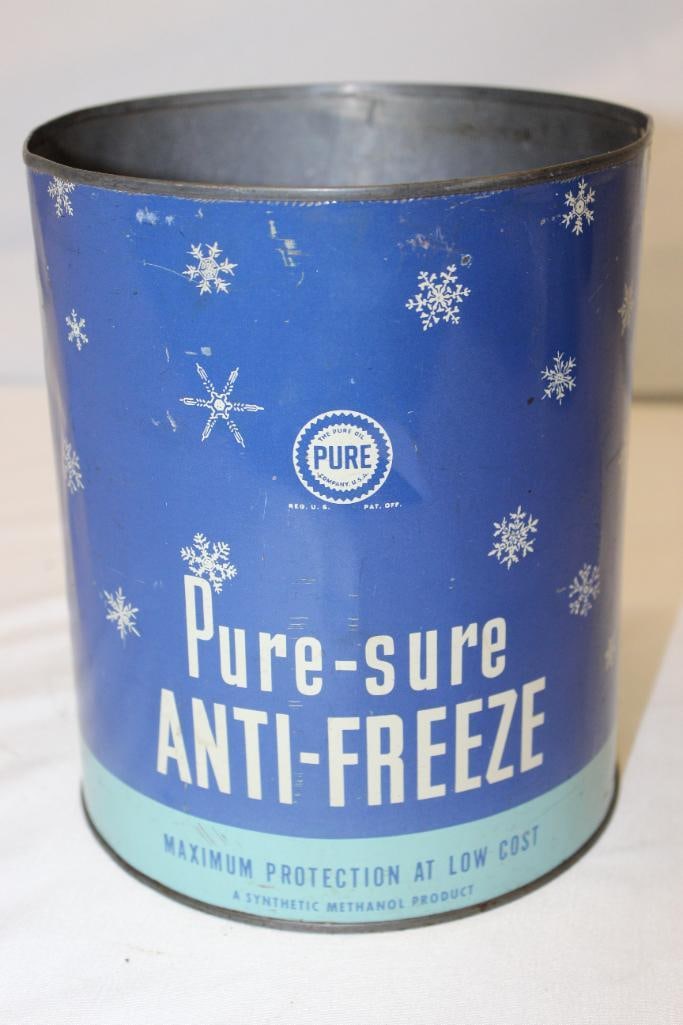 THE PURE OIL
PURE
COMPANY, U.S.A.
REG. U. S. PAT. OFF.
Pure-sure
ANTI-FREEZE
MAXIMUM PROTECTION AT LOW COST
A SYNTHETIC METHANOL PRODUCT